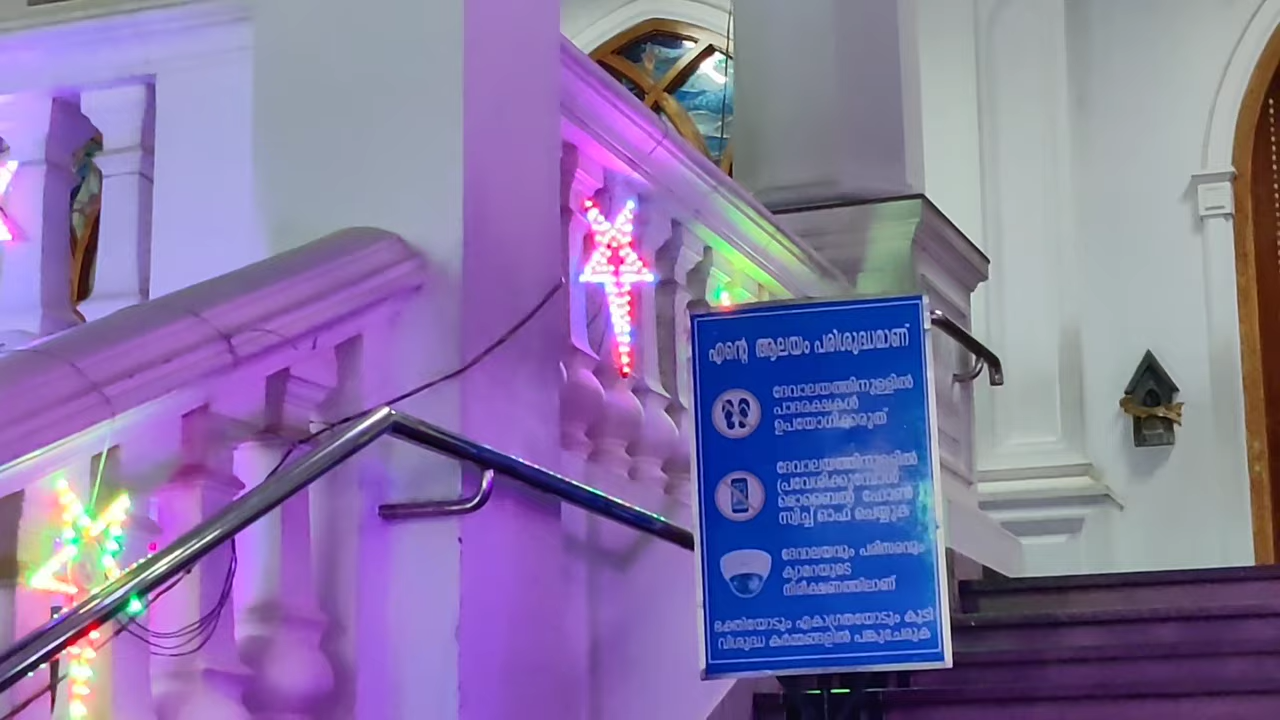 എന്റെ ആലയം പരിശുദ്ധമാണ്
ദേവാലയത്തിനുള്ളിൽ
പാദരക്ഷകൾ
ഉപയോഗിക്കരുത്
ദേവാലയത്തിനുള്ളിൽ
പ്രവേശിക്കുമ്പോൾ
മൊബൈൽ ഫോൺ
സ്വിച്ച് ഓഫ് ചെയ്യുക
ദേവാലയവും പരിസരവും
ക്യാമറയുടെ
നിരീക്ഷണത്തിലാണ്
ഭക്തിയോടും ഏകാഗ്രതയോടും കൂടി
വിശുദ്ധ കർമ്മങ്ങളിൽ പങ്കുചേരുക